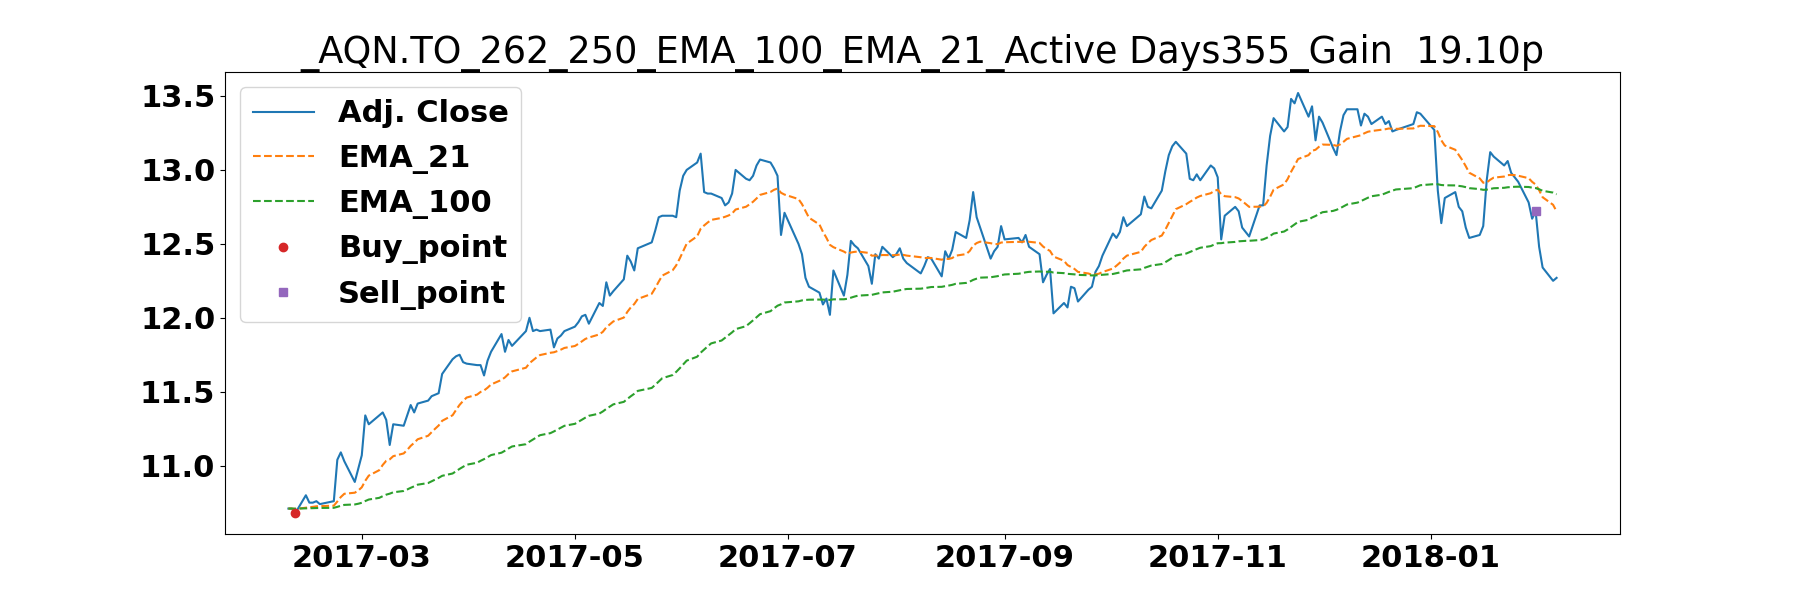 _AQN.TO_262_250_EMA_100_EMA_21_Active Days355_Gain  19.10p
Adj. Close
EMA_21
EMA_100
Buy_point
Sell_point
13.5
13.0
12.5
12.0
11.5
11.0
2017-03 2017-05 2017-07 2017-09 2017-11 2018-01